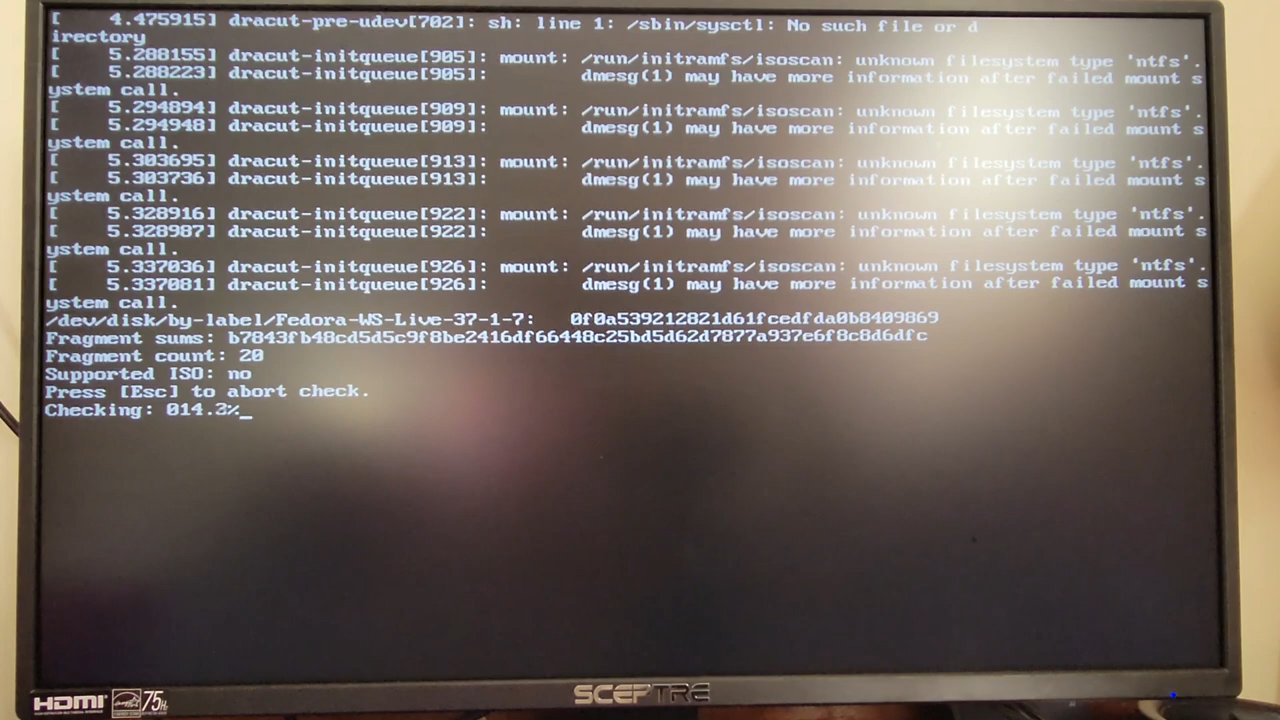 [    4.475915] dracut-pre-udev[702]: sh: line 1: /sbin/sysctl: No such file or d
irectory
[    5.288155] dracut-initqueue[905]: mount: /run/initramfs/isoscan: unknown filesystem type 'ntfs'.
[    5.288223] dracut-initqueue[905]:        dmesg(1) may have more information after failed mount s
ystem call.
[    5.294894] dracut-initqueue[909]: mount: /run/initramfs/isoscan: unknown filesystem type 'ntfs'.
[    5.294948] dracut-initqueue[909]:        dmesg(1) may have more information after failed mount s
ystem call.
[    5.303695] dracut-initqueue[913]: mount: /run/initramfs/isoscan: unknown filesystem type 'ntfs'.
[    5.303736] dracut-initqueue[913]:        dmesg(1) may have more information after failed mount s
ystem call.
[    5.328916] dracut-initqueue[922]: mount: /run/initramfs/isoscan: unknown filesystem type 'ntfs'.
[    5.328987] dracut-initqueue[922]:        dmesg(1) may have more information after failed mount s
ystem call.
[    5.337036] dracut-initqueue[926]: mount: /run/initramfs/isoscan: unknown filesystem type 'ntfs'.
[    5.337081] dracut-initqueue[926]:        dmesg(1) may have more information after failed mount s
ystem call.
/dev/disk/by-label/Fedora-WS-Live-37-1-7:   0f0a539212821d61fcedfda0b8409869
Fragment sums: b7843fb48cd5d5c9f8be2416df66448c25bd5d62d7877a937e6f8c8d6dfc
Fragment count: 20
Supported ISO: no
Press [Esc] to abort check.
Checking: 014.3%_
HDMI 75Hz SCEPTRE